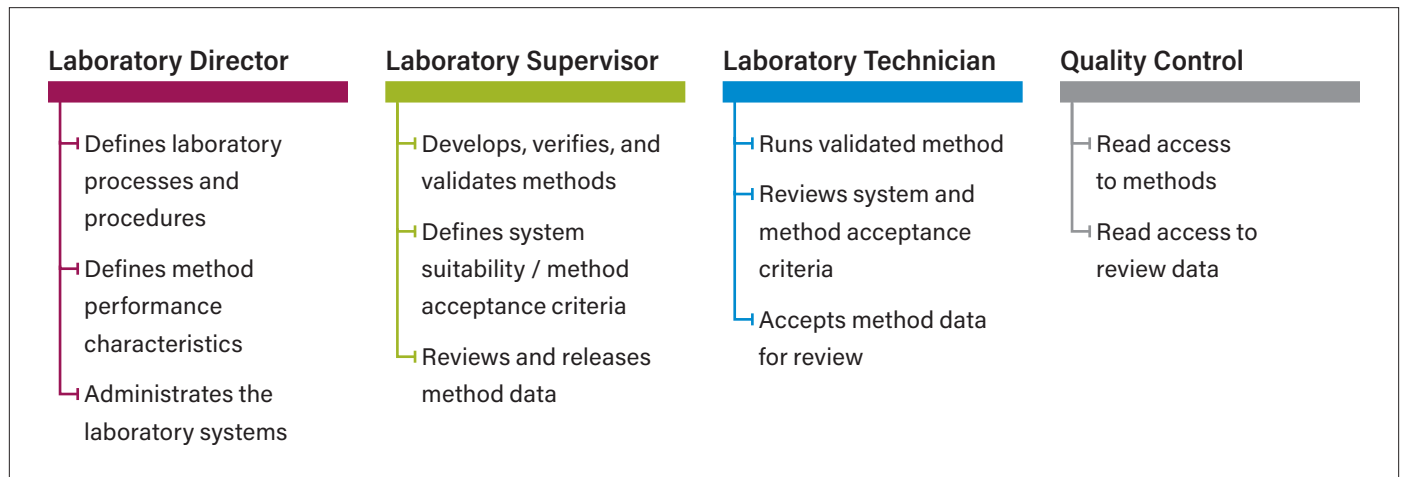 Laboratory Director
Defines laboratory
processes and
procedures
Defines method
performance
characteristics
Administrates the
laboratory systems
Laboratory Supervisor
Develops, verifies, and
validates methods
Defines system
suitability / method
acceptance criteria
Reviews and releases
method data
Laboratory Technician
Runs validated method
Reviews system and
method acceptance
criteria
Accepts method data
for review
Quality Control
Read access
to methods
Read access to
review data